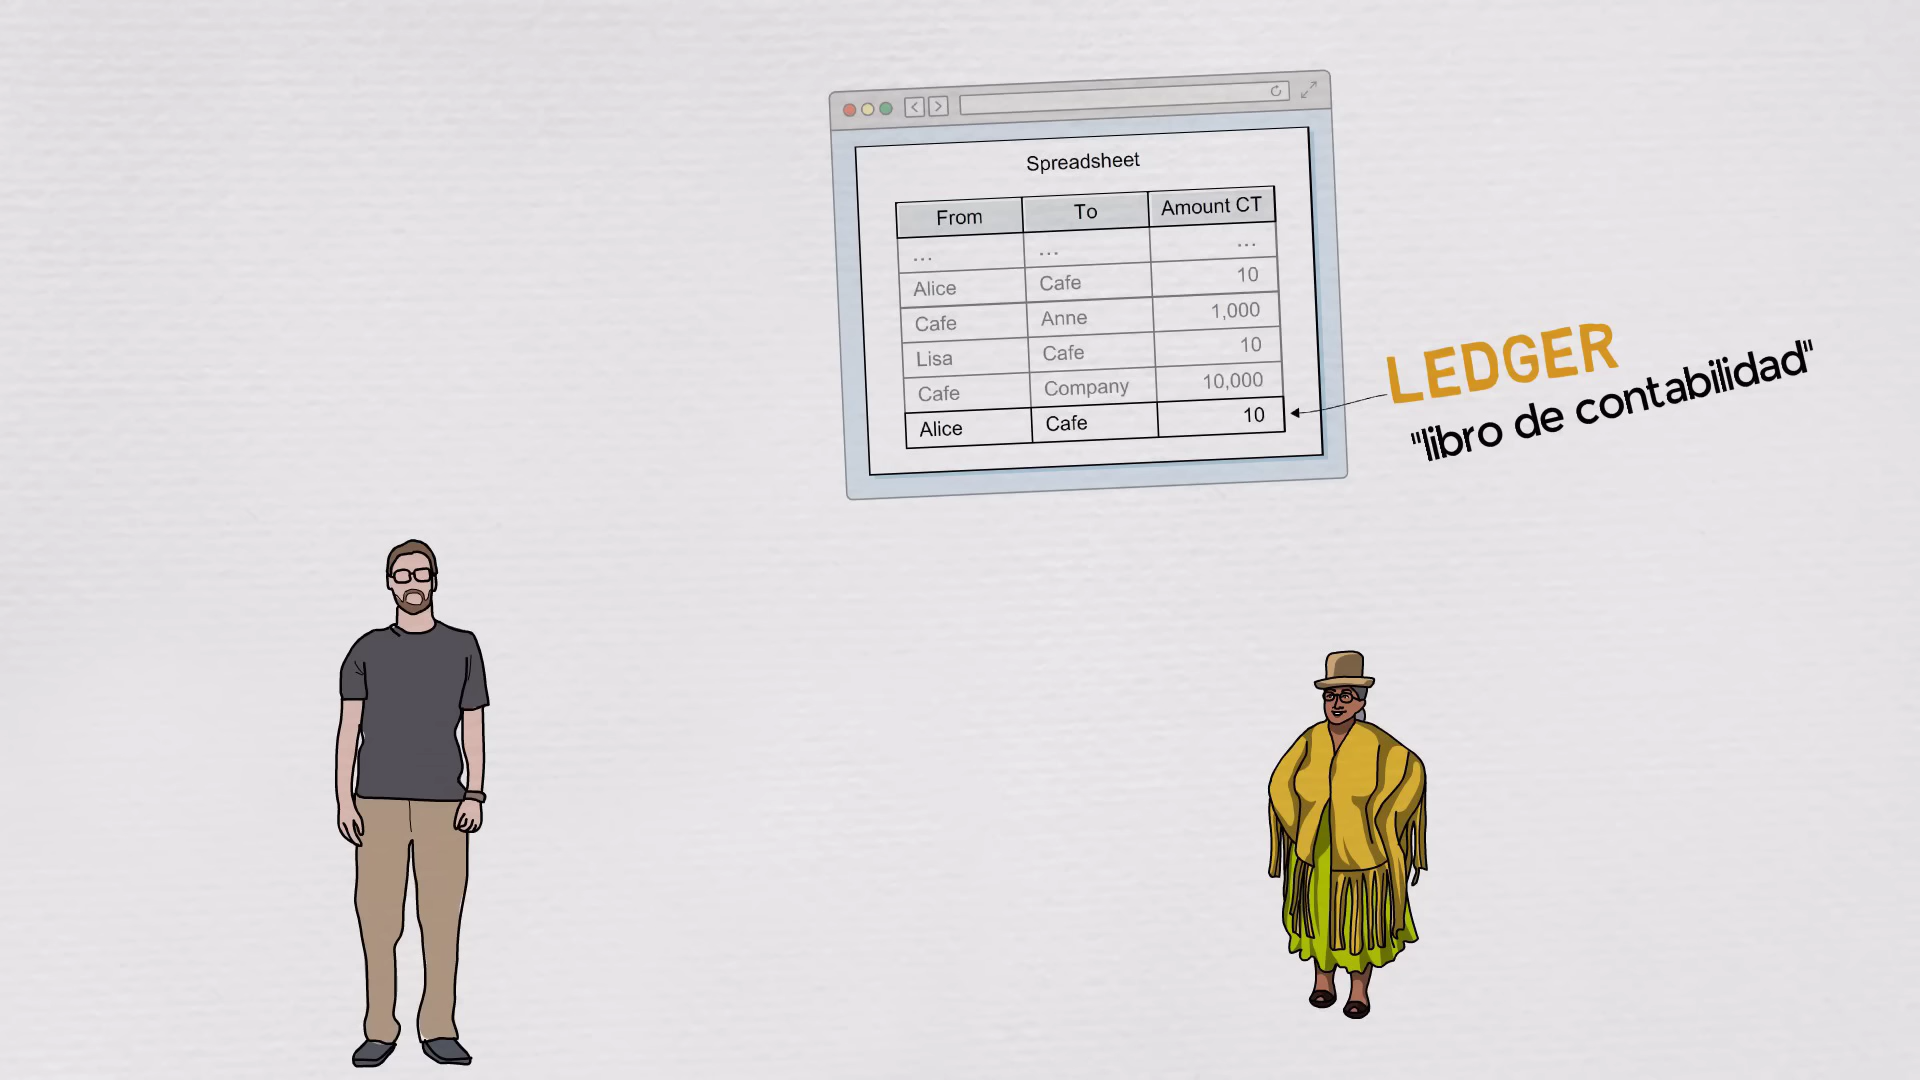 Spreadsheet
From To Amount CT
... ... ...
Alice Cafe 10
Cafe Anne 1,000
Lisa Cafe 10
Cafe Company 10,000
Alice Cafe 10
LEDGER
"libro de contabilidad"